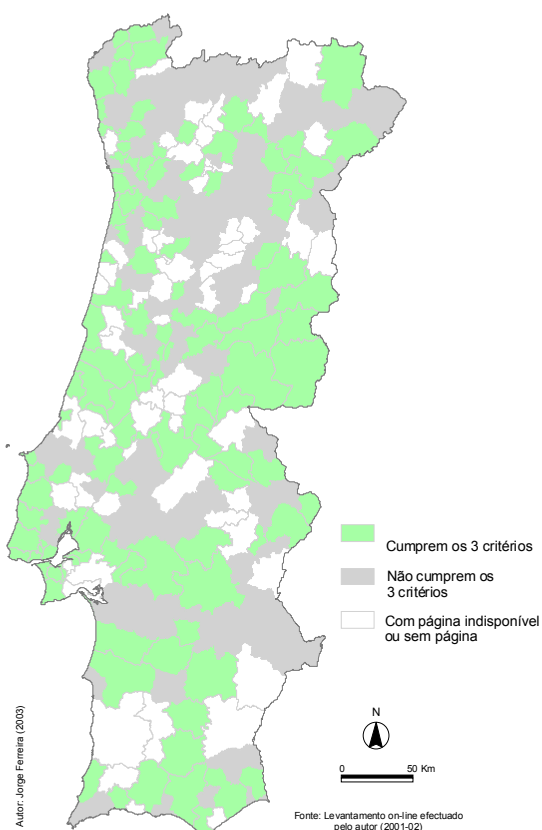 Cumprem os 3 critérios
Não cumprem os
3 critérios
Com página indisponível
ou sem página
N
0 50 Km
Autor: Jorge Ferreira (2003)
Fonte: Levantamento on-line efectuado
pelo autor (2001-02)